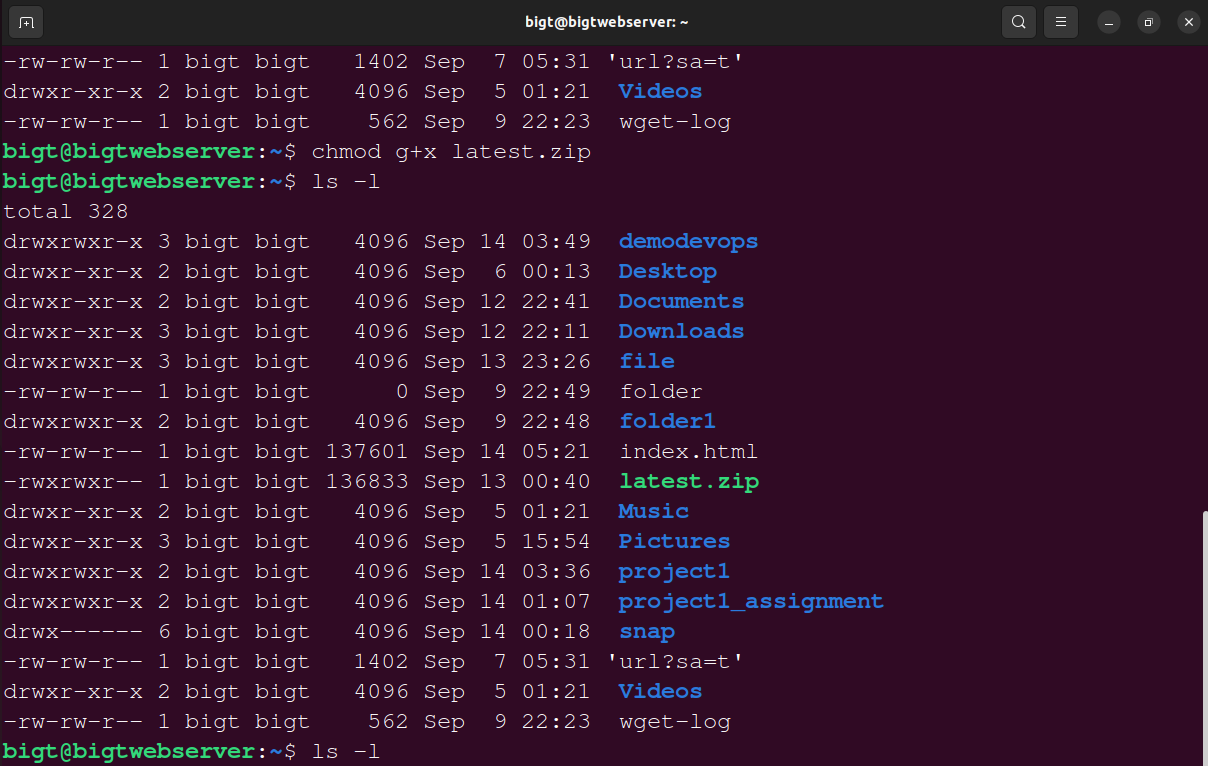 bigt@bigtwebserver: ~
-rw-rw-r-- 1 bigt bigt   1402 Sep  7 05:31 'url?sa=t'
drwxr-xr-x 2 bigt bigt   4096 Sep  5 01:21  Videos
-rw-rw-r-- 1 bigt bigt    562 Sep  9 22:23  wget-log
bigt@bigtwebserver:~$ chmod g+x latest.zip
bigt@bigtwebserver:~$ ls -l
total 328
drwxrwxr-x 3 bigt bigt   4096 Sep 14 03:49  demodevops
drwxr-xr-x 2 bigt bigt   4096 Sep  6 00:13  Desktop
drwxr-xr-x 2 bigt bigt   4096 Sep 12 22:41  Documents
drwxr-xr-x 3 bigt bigt   4096 Sep 12 22:11  Downloads
drwxr-xr-x 3 bigt bigt   4096 Sep 13 23:26  file
-rw-rw-r-- 1 bigt bigt      0 Sep  9 22:49  folder
drwxrwxr-x 2 bigt bigt   4096 Sep  9 22:48  folder1
-rw-rw-r-- 1 bigt bigt 137601 Sep 14 05:21  index.html
-rwxrwxr-- 1 bigt bigt 136833 Sep 13 00:40  latest.zip
drwxr-xr-x 2 bigt bigt   4096 Sep  5 01:21  Music
drwxr-xr-x 3 bigt bigt   4096 Sep  5 15:54  Pictures
drwxrwxr-x 2 bigt bigt   4096 Sep 14 03:36  project1
drwxrwxr-x 2 bigt bigt   4096 Sep 14 01:07  project1_assignment
drwx------ 6 bigt bigt   4096 Sep 14 00:18  snap
-rw-rw-r-- 1 bigt bigt   1402 Sep  7 05:31 'url?sa=t'
drwxr-xr-x 2 bigt bigt   4096 Sep  5 01:21  Videos
-rw-rw-r-- 1 bigt bigt    562 Sep  9 22:23  wget-log
bigt@bigtwebserver:~$ ls -l